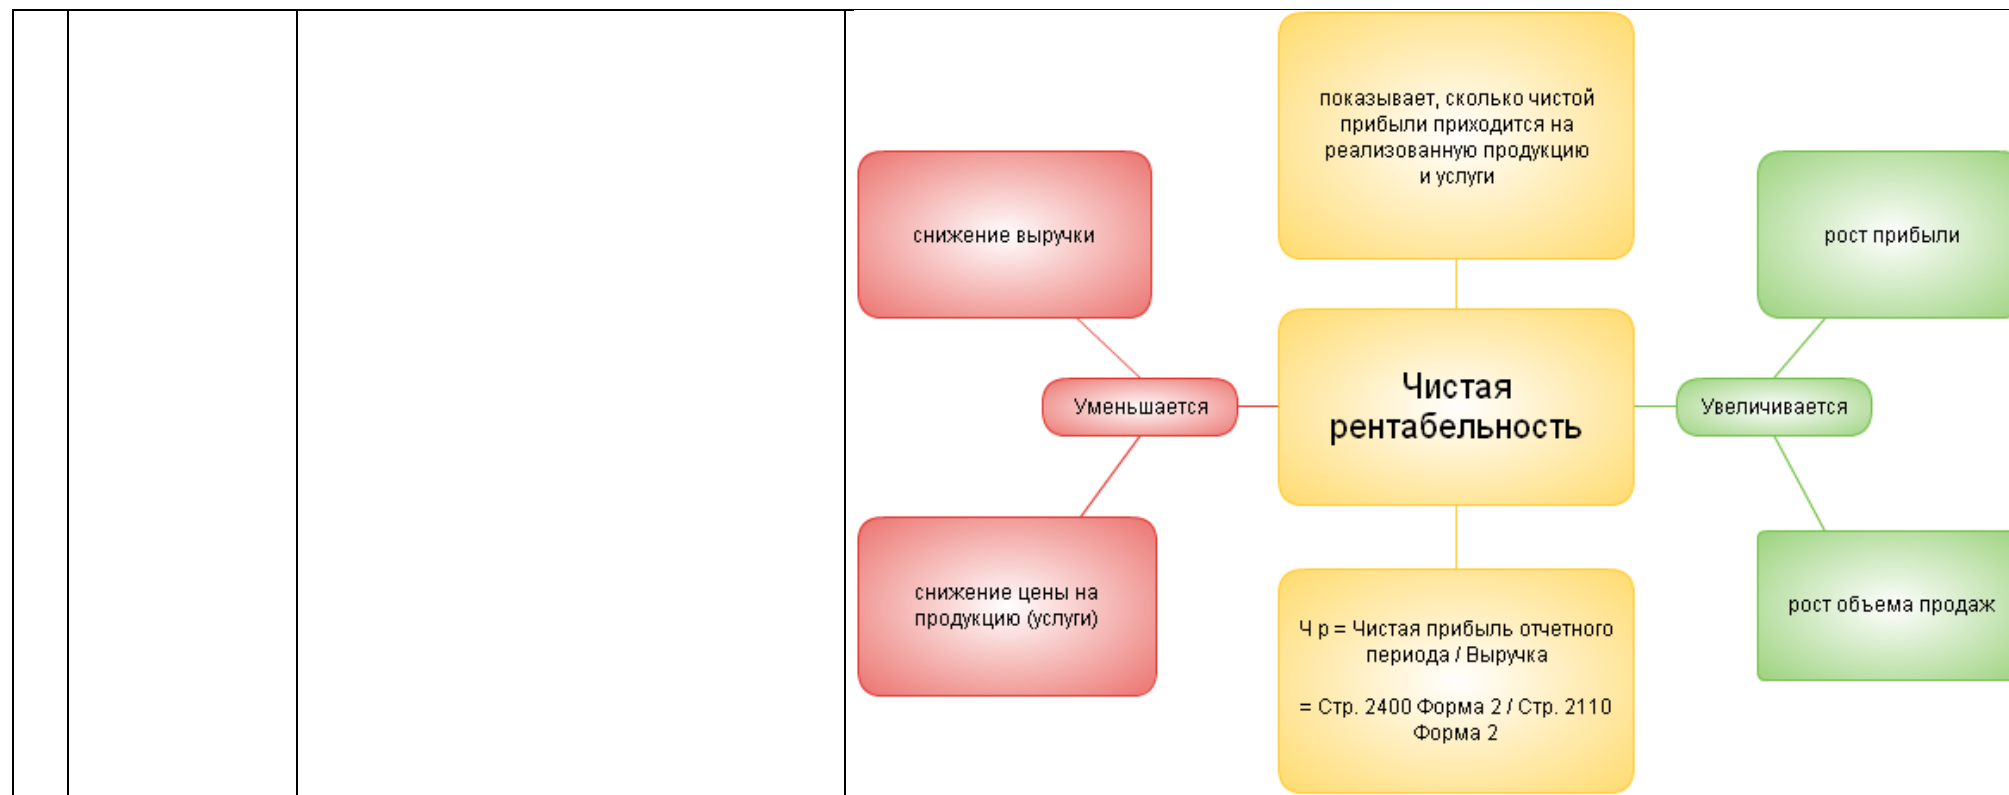 показывает, сколько чистой
прибыли приходится на
реализованную продукцию
и услуги
снижение выручки
рост прибыли
Уменьшается
Чистая
рентабельность
Увеличивается
снижение цены на
продукцию (услуги)
Ч р = Чистая прибыль отчетного
периода / Выручка
= Стр. 2400 Форма 2 / Стр. 2110
Форма 2
рост объема продаж